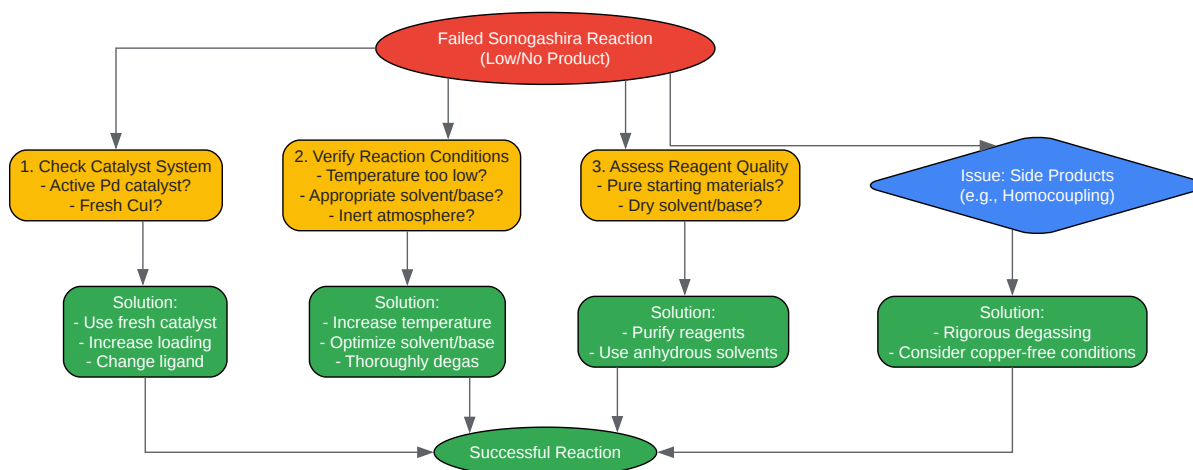 Failed Sonogashira Reaction
(Low/No Product)
1. Check Catalyst System
- Active Pd catalyst?
- Fresh CuI?
2. Verify Reaction Conditions
- Temperature too low?
- Appropriate solvent/base?
- Inert atmosphere?
3. Assess Reagent Quality
- Pure starting materials?
- Dry solvent/base?
Issue: Side Products
(e.g., Homocoupling)
Solution:
- Use fresh catalyst
- Increase loading
- Change ligand
Solution:
- Increase temperature
- Optimize solvent/base
- Thoroughly degas
Solution:
- Purify reagents
- Use anhydrous solvents
Solution:
- Rigorous degassing
- Consider copper-free conditions
Successful Reaction